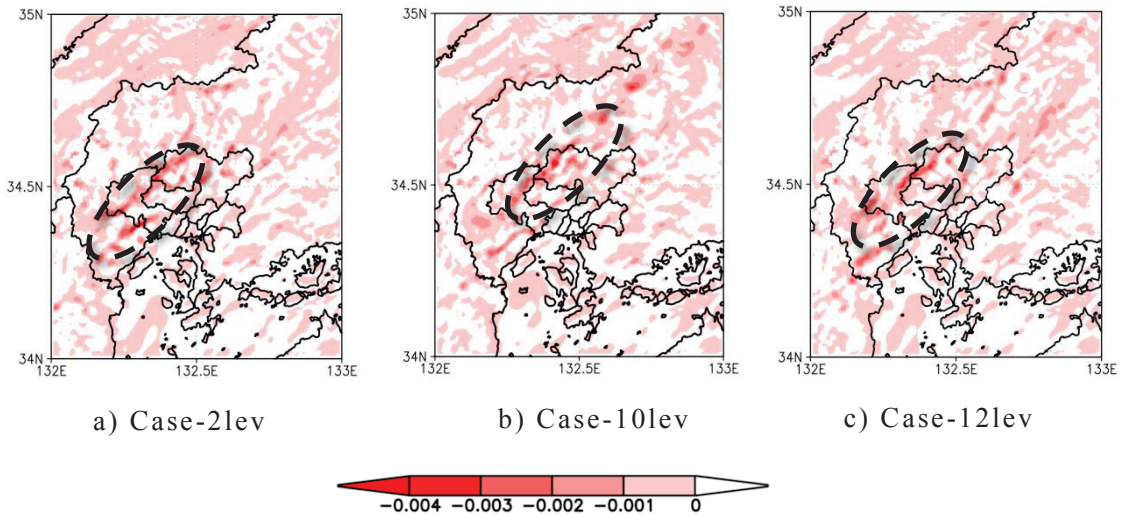 35N 35N 35N
34.5N 34.5N 34.5N
34N 34N 34N
132E 132.5E 133E 132E 132.5E 133E 132E 132.5E 133E
a) Case-2lev b) Case-10lev c) Case-12lev
-0.004 -0.003 -0.002 -0.001 0